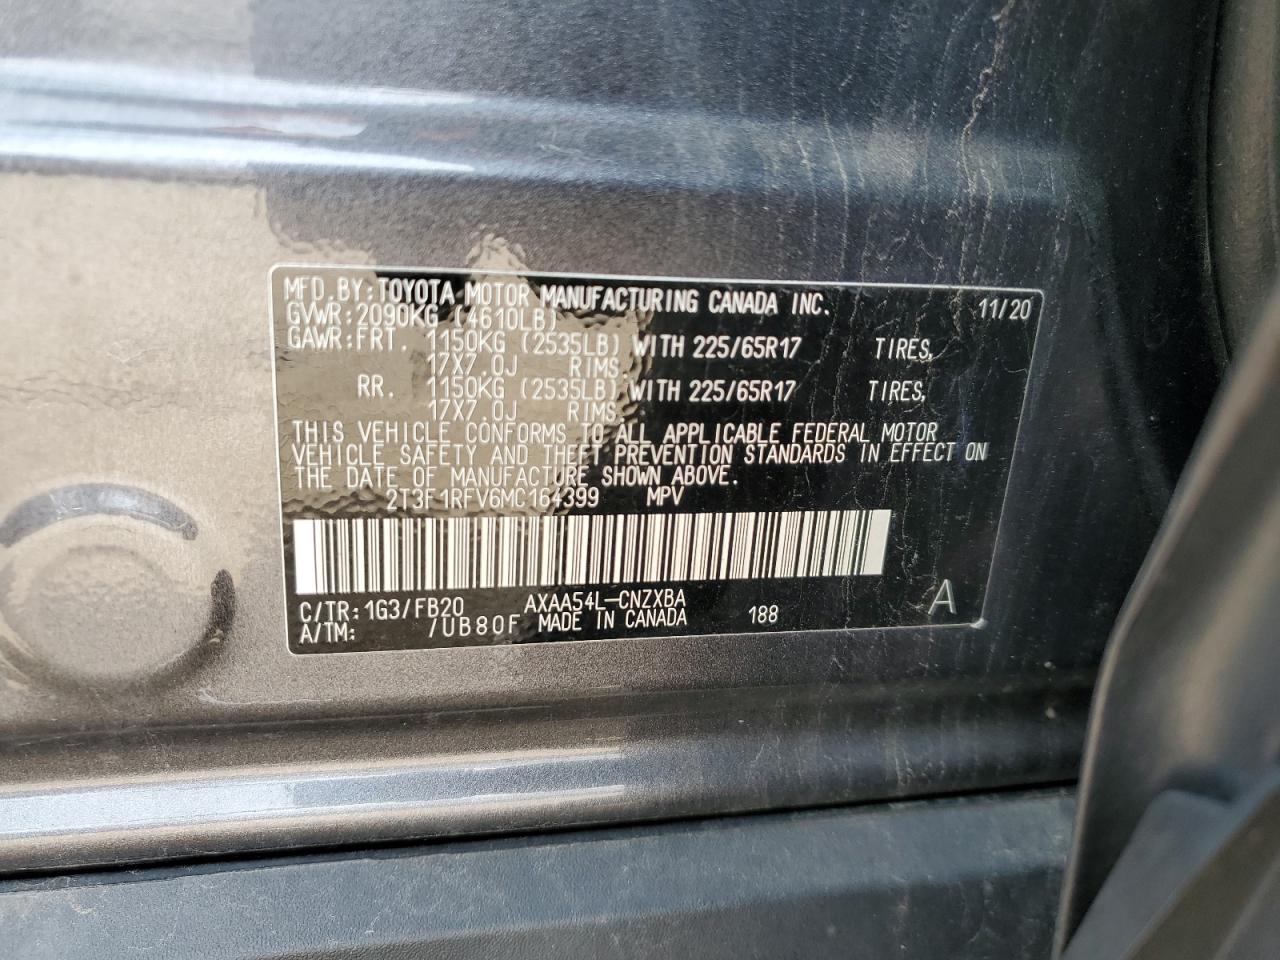 MFD.BY:TOYOTA MOTOR MANUFACTURING CANADA INC. 11/20
GVWR:2090KG (4610LB)
GAWR:FRT. 1150KG (2535LB) WITH 225/65R17 TIRES,
17X7.0J RIMS
RR. 1150KG (2535LB) WITH 225/65R17 TIRES,
17X7.0J RIMS
THIS VEHICLE CONFORMS TO ALL APPLICABLE FEDERAL MOTOR
VEHICLE SAFETY AND THEFT PREVENTION STANDARDS IN EFFECT ON
THE DATE OF MANUFACTURE SHOWN ABOVE.
2T3F1RFV6MC164399 MPV
C/TR:1G3/FB20 AXAA54L-CNZXBA A
A/TM: /UB80F MADE IN CANADA 188